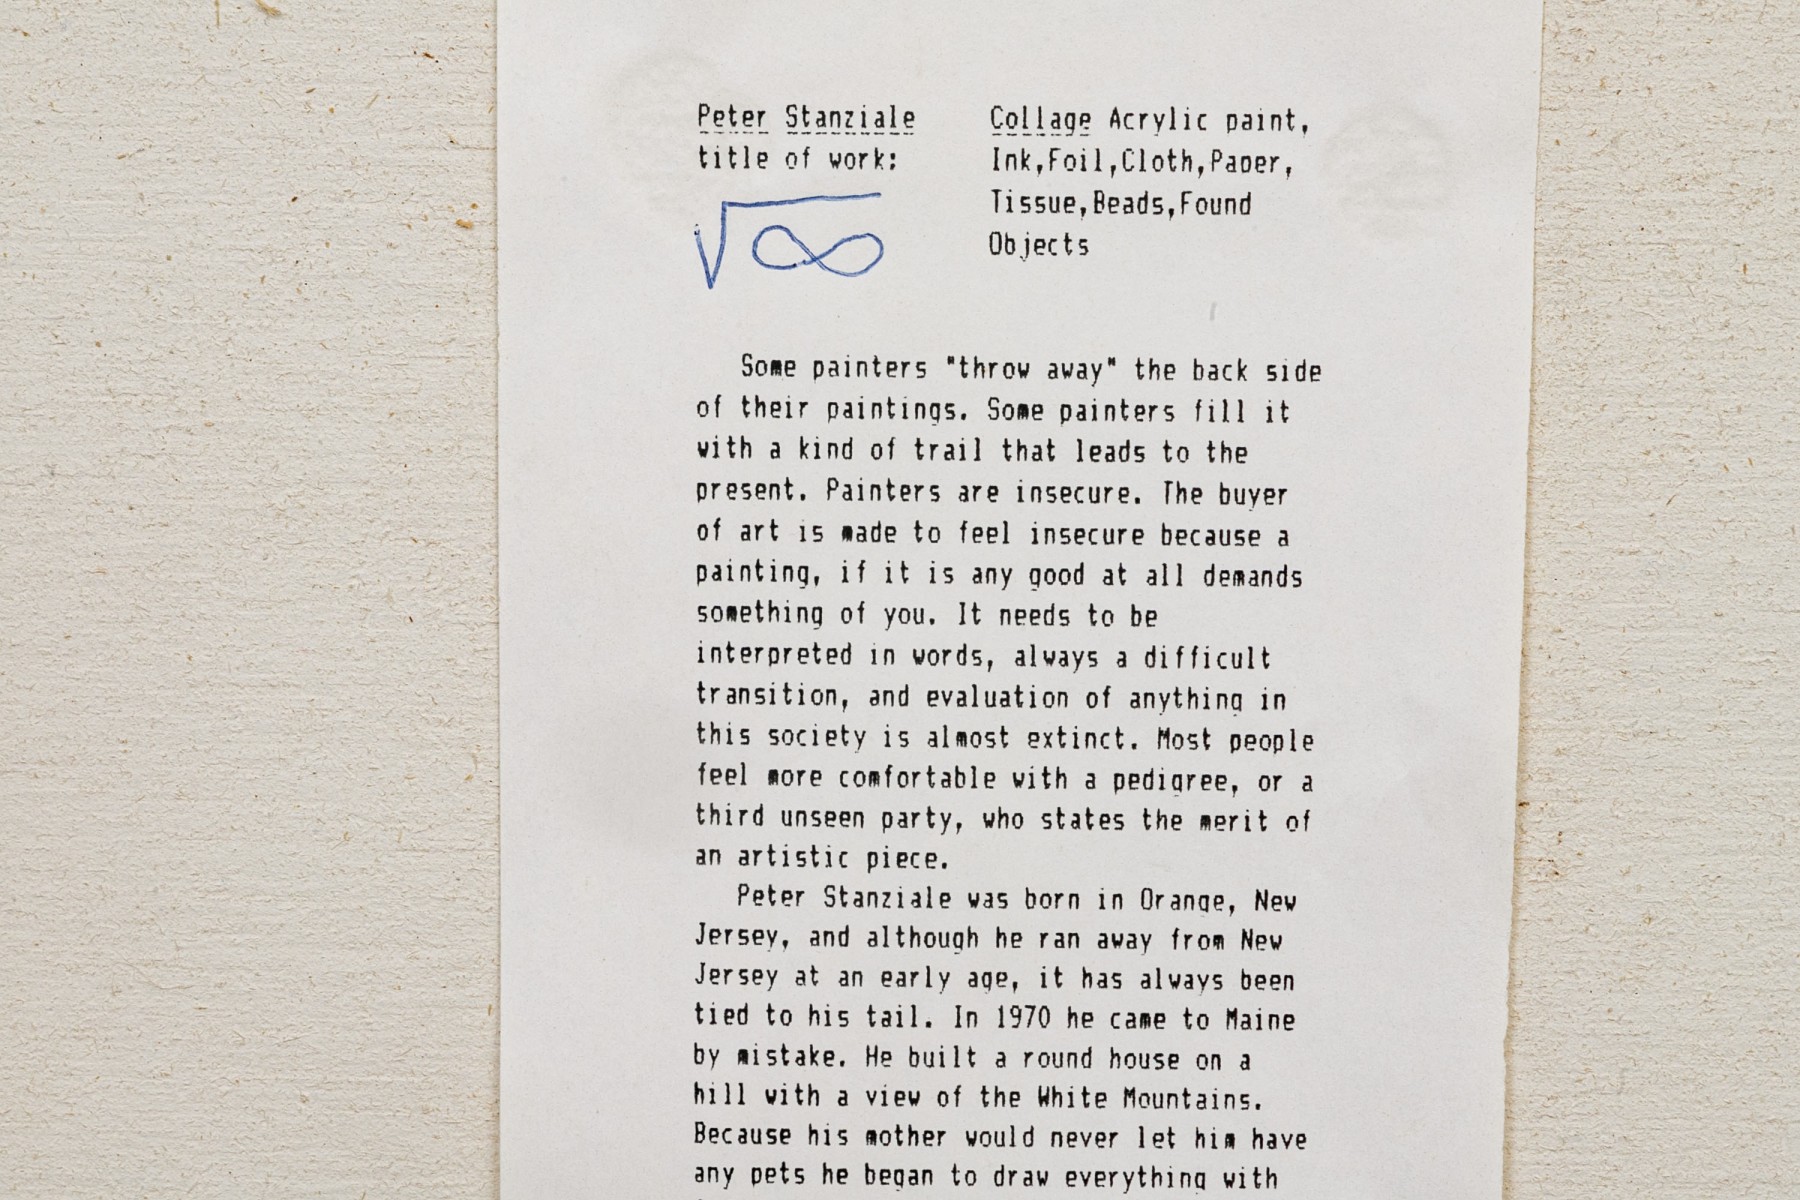 Peter Stanziale
title of work:
√∞
Collage Acrylic paint,
Ink,Foil,Cloth,Paper,
Tissue,Beads,Found
Objects
Some painters "throw away" the back side
of their paintings. Some painters fill it
with a kind of trail that leads to the
present. Painters are insecure. The buyer
of art is made to feel insecure because a
painting, if it is any good at all demands
something of you. It needs to be
interpreted in words, always a difficult
transition, and evaluation of anything in
this society is almost extinct. Most people
feel more comfortable with a pedigree, or a
third unseen party, who states the merit of
an artistic piece.
Peter Stanziale was born in Orange, New
Jersey, and although he ran away from New
Jersey at an early age, it has always been
tied to his tail. In 1970 he came to Maine
by mistake. He built a round house on a
hill with a view of the White Mountains.
Because his mother would never let him have
any pets he began to draw everything with